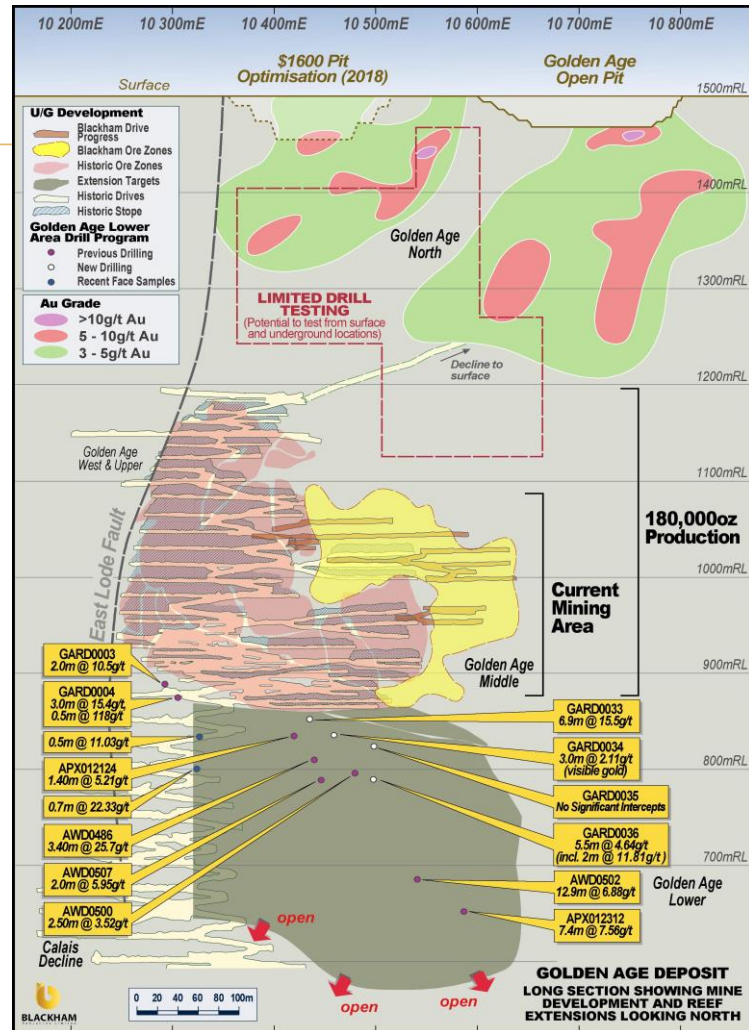 10 200mE 10 300mE 10 400mE 10 500mE 10 600mE 10 700mE 10 800mE
$1600 Pit
Optimisation (2018)
Golden Age
Open Pit
Surface
1500mRL
U/G Development
Blackham Drive
Progress
Blackham Ore Zones
Historic Ore Zones
Extension Targets
Historic Drives
Historic Stope
Golden Age Lower
Area Drill Program
Previous Drilling
New Drilling
Recent Face Samples
Au Grade
>10g/t Au
5 - 10g/t Au
3 - 5g/t Au
1400mRL
Golden Age
North
1300mRL
LIMITED DRILL
TESTING
(Potential to test from surface
and underground locations)
Decline to
surface
1200mRL
Golden Age
West & Upper
1100mRL
180,000oz
Production
East Lode Fault
1000mRL
Current
Mining
Area
Golden Age
Middle
900mRL
GARD0003
2.0m @ 10.5g/t
GARD0004
3.0m @ 15.4g/t,
0.5m @ 118g/t
0.5m @ 11.03g/t
APX012124
1.40m @ 5.21g/t
0.7m @ 22.33g/t
AWD0486
3.40m @ 25.7g/t
AWD0507
2.0m @ 5.95g/t
AWD0500
2.50m @ 3.52g/t
GARD0033
6.9m @ 15.5g/t
GARD0034
3.0m @ 2.11g/t
(visible gold)
800mRL
GARD0035
No Significant Intercepts
GARD0036
5.5m @ 4.64g/t
(incl. 2m @ 11.81g/t )
700mRL
AWD0502
12.9m @ 6.88g/t
Golden Age
Lower
APX012312
7.4m @ 7.56g/t
Calais
Decline
open
open
open
GOLDEN AGE DEPOSIT
LONG SECTION SHOWING MINE
DEVELOPMENT AND REEF
EXTENSIONS LOOKING NORTH
BLACKHAM
0 20 40 60 80 100m